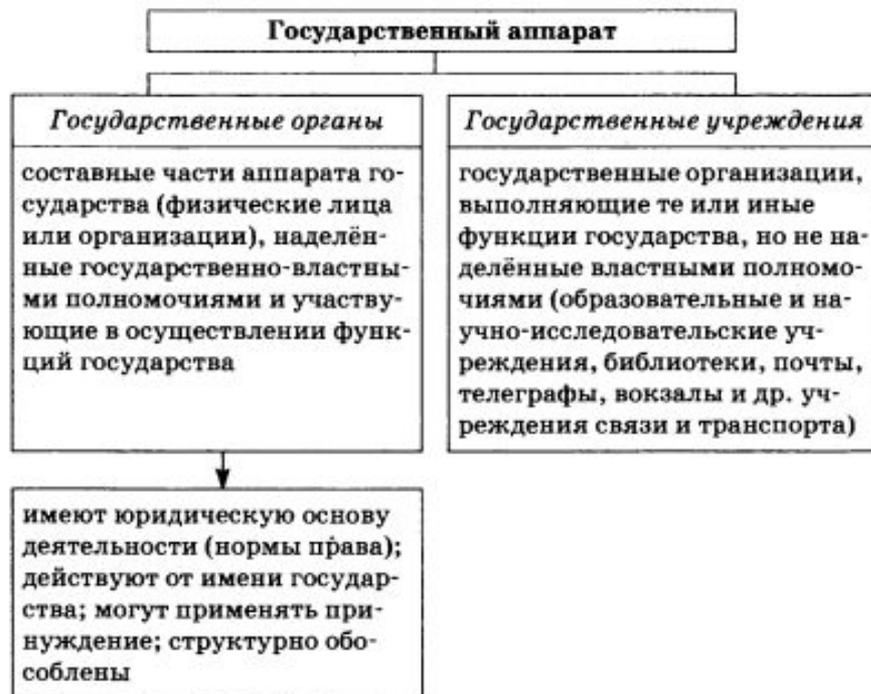 Государственный аппарат
Государственные органы
составные части аппарата го-
сударства (физические лица
или организации), наделён-
ные государственно-властны-
ми полномочиями и участву-
ющие в осуществлении функ-
ций государства
Государственные учреждения
государственные организации,
выполняющие те или иные
функции государства, но не на-
делённые властными полномо-
чиями (образовательные и на-
учно-исследовательские уч-
реждения, библиотеки, почты,
телеграфы, вокзалы и др. уч-
реждения связи и транспорта)
имеют юридическую основу
деятельности (нормы права);
действуют от имени государ-
ства; могут применять при-
нуждение; структурно обо-
соблены